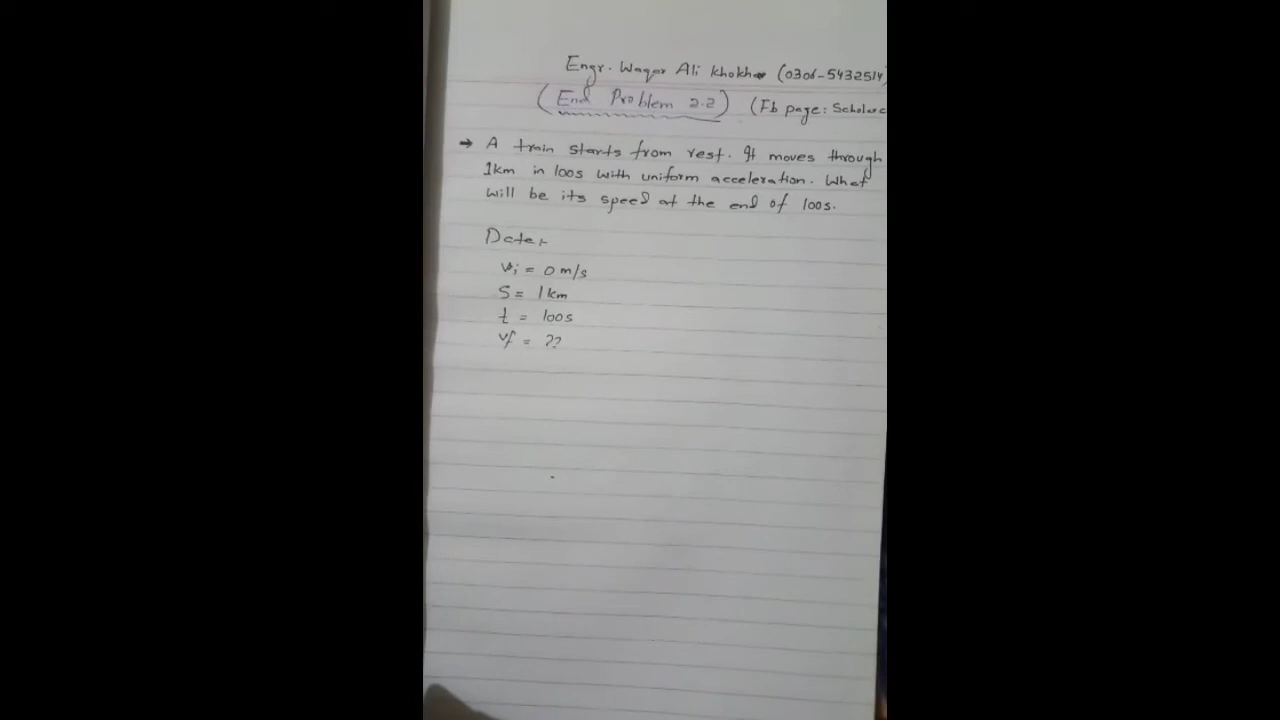 Engr. Waqar Ali Khokhar (0306-5432514)
(End Problem 2.2) (Fb page: Scholar
→ A train starts from rest. It moves through
1km in 100s with uniform acceleration. What
will be its speed at the end of 100s.
Data:-
vi = 0 m/s
S = 1 km
t = 100s
vf = ??